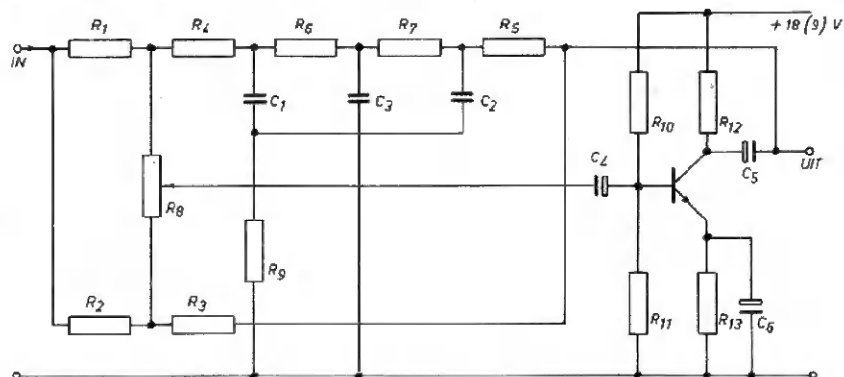 R1
R4
R6
R7
R5
+18(9) V
IN
C1
C3
C2
R10
R12
C4
C5
UIT
R8
R9
R2
R3
R11
R13
C6